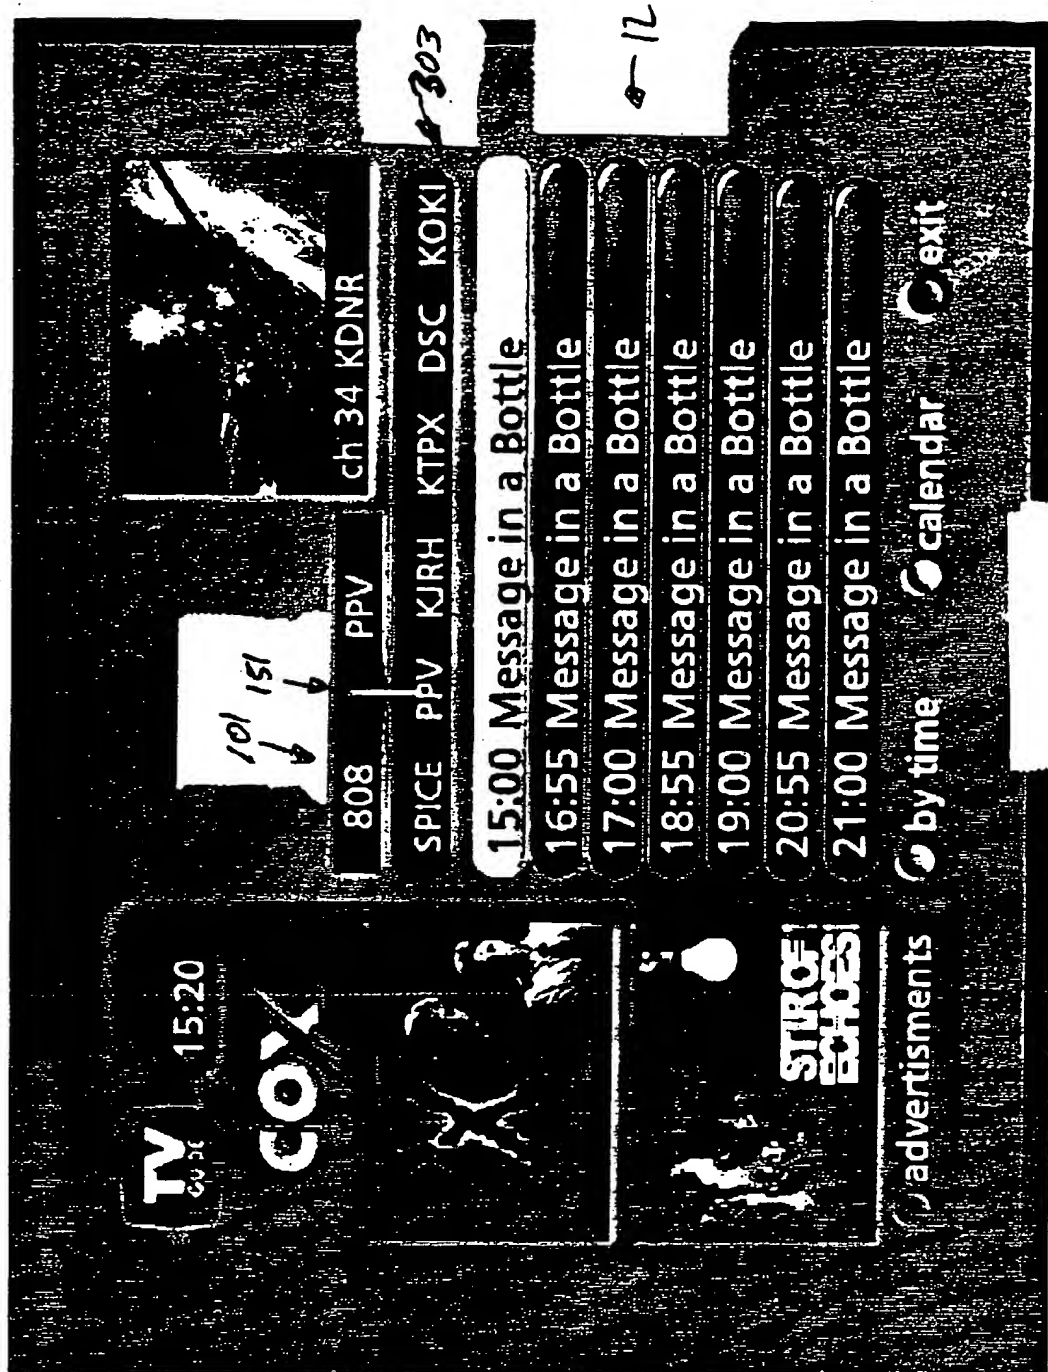 101 151
303
12
TV
15:20
COX
ch 34 KDNR
808 PPV
SPICE PPV KJRH KTPX DSC KOKI
15:00 Message in a Bottle
16:55 Message in a Bottle
17:00 Message in a Bottle
18:55 Message in a Bottle
19:00 Message in a Bottle
20:55 Message in a Bottle
21:00 Message in a Bottle
STIR OF
ECHOES
advertisments by time calendar exit